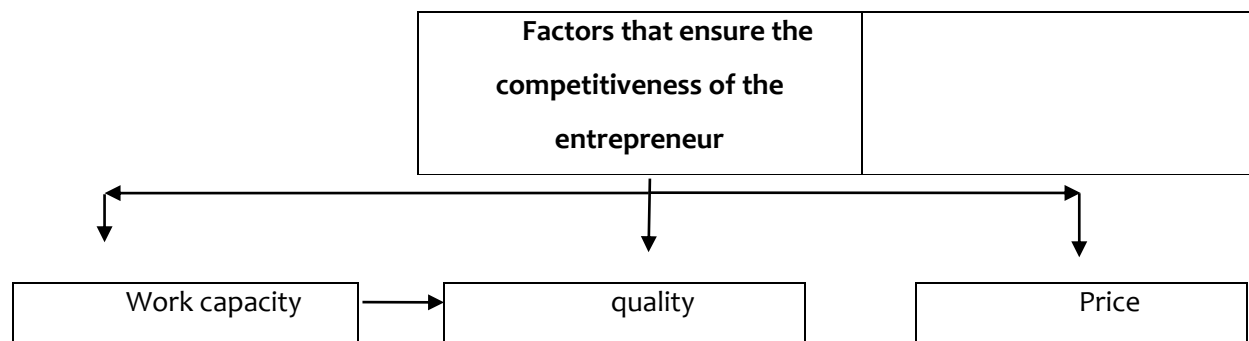 Factors that ensure the
competitiveness of the
entrepreneur
Work capacity
quality
Price